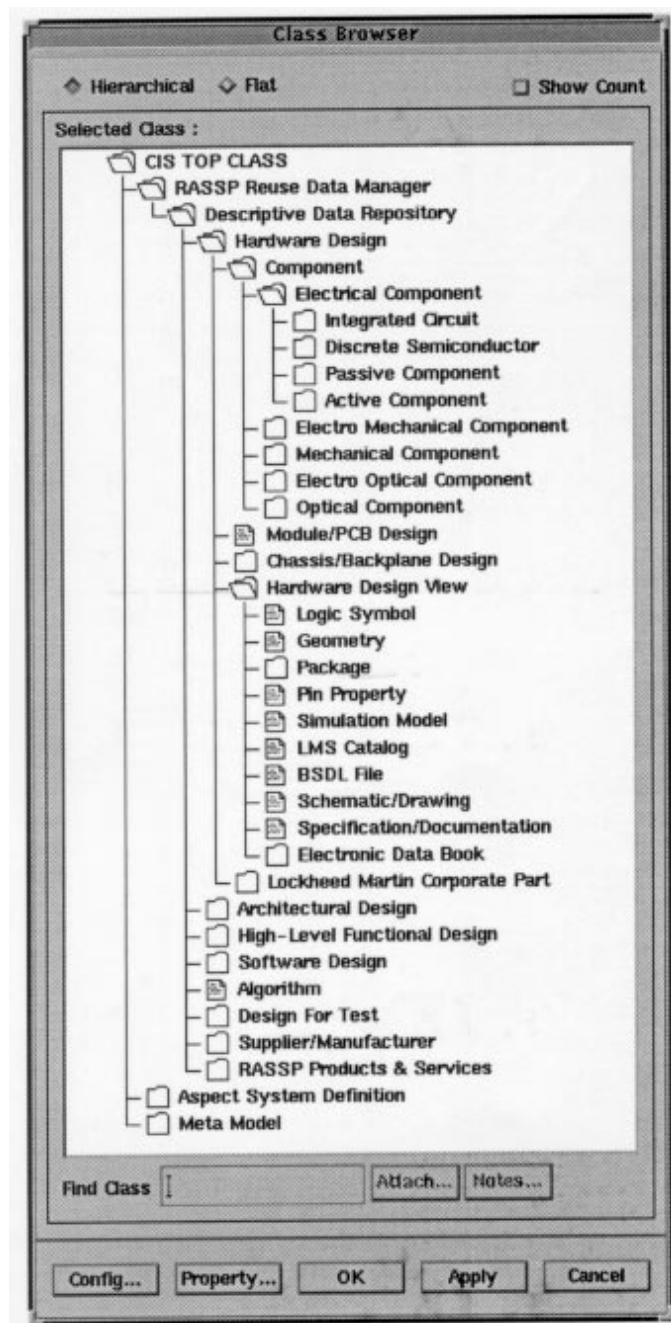 Class Browser
Hierarchical Flat Show Count
Selected Class :
CIS TOP CLASS
RASSP Reuse Data Manager
Descriptive Data Repository
Hardware Design
Component
Electrical Component
Integrated Circuit
Discrete Semiconductor
Passive Component
Active Component
Electro Mechanical Component
Mechanical Component
Electro Optical Component
Optical Component
Module/PCB Design
Chassis/Backplane Design
Hardware Design View
Logic Symbol
Geometry
Package
Pin Property
Simulation Model
LMS Catalog
BSDL File
Schematic/Drawing
Specification/Documentation
Electronic Data Book
Lockheed Martin Corporate Part
Architectural Design
High-Level Functional Design
Software Design
Algorithm
Design For Test
Supplier/Manufacturer
RASSP Products & Services
Aspect System Definition
Meta Model
Find Class Attach... Notes...
Config... Property... OK Apply Cancel